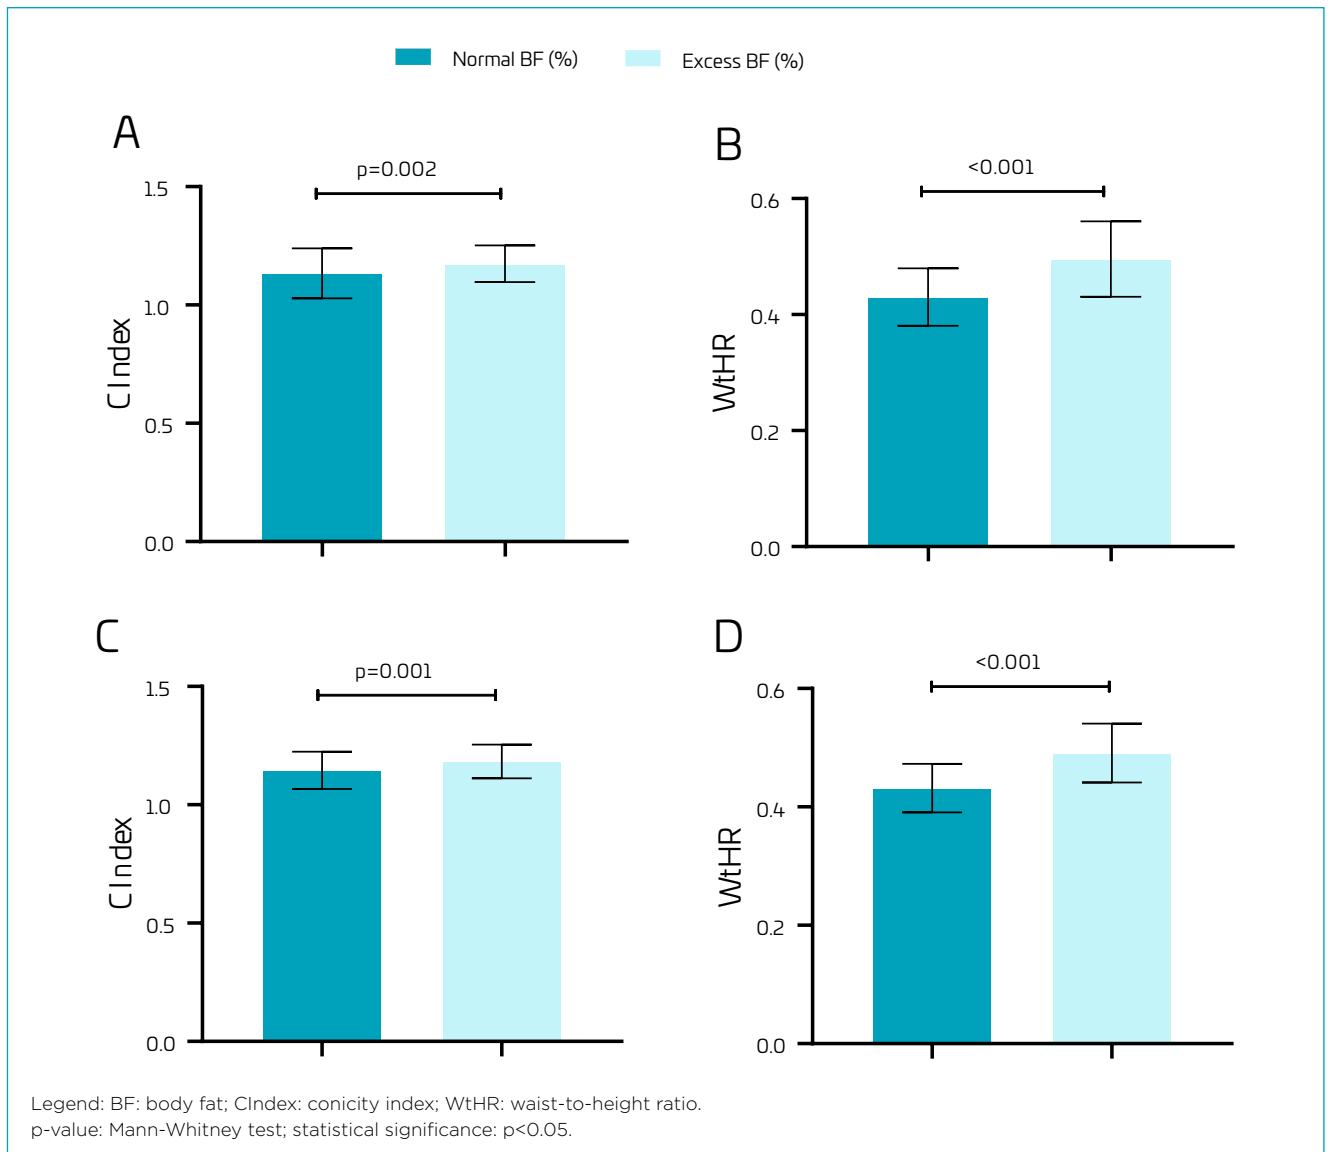 Normal BF (%) Excess BF (%)
A
p=0.002
1.5
1.0
0.5
0.0
CIndex
B
<0.001
0.6
0.4
0.2
0.0
WtHR
C
p=0.001
1.5
1.0
0.5
0.0
CIndex
D
<0.001
0.6
0.4
0.2
0.0
WtHR
Legend: BF: body fat; CIndex: conicity index; WtHR: waist-to-height ratio.
p-value: Mann-Whitney test; statistical significance: p<0.05.